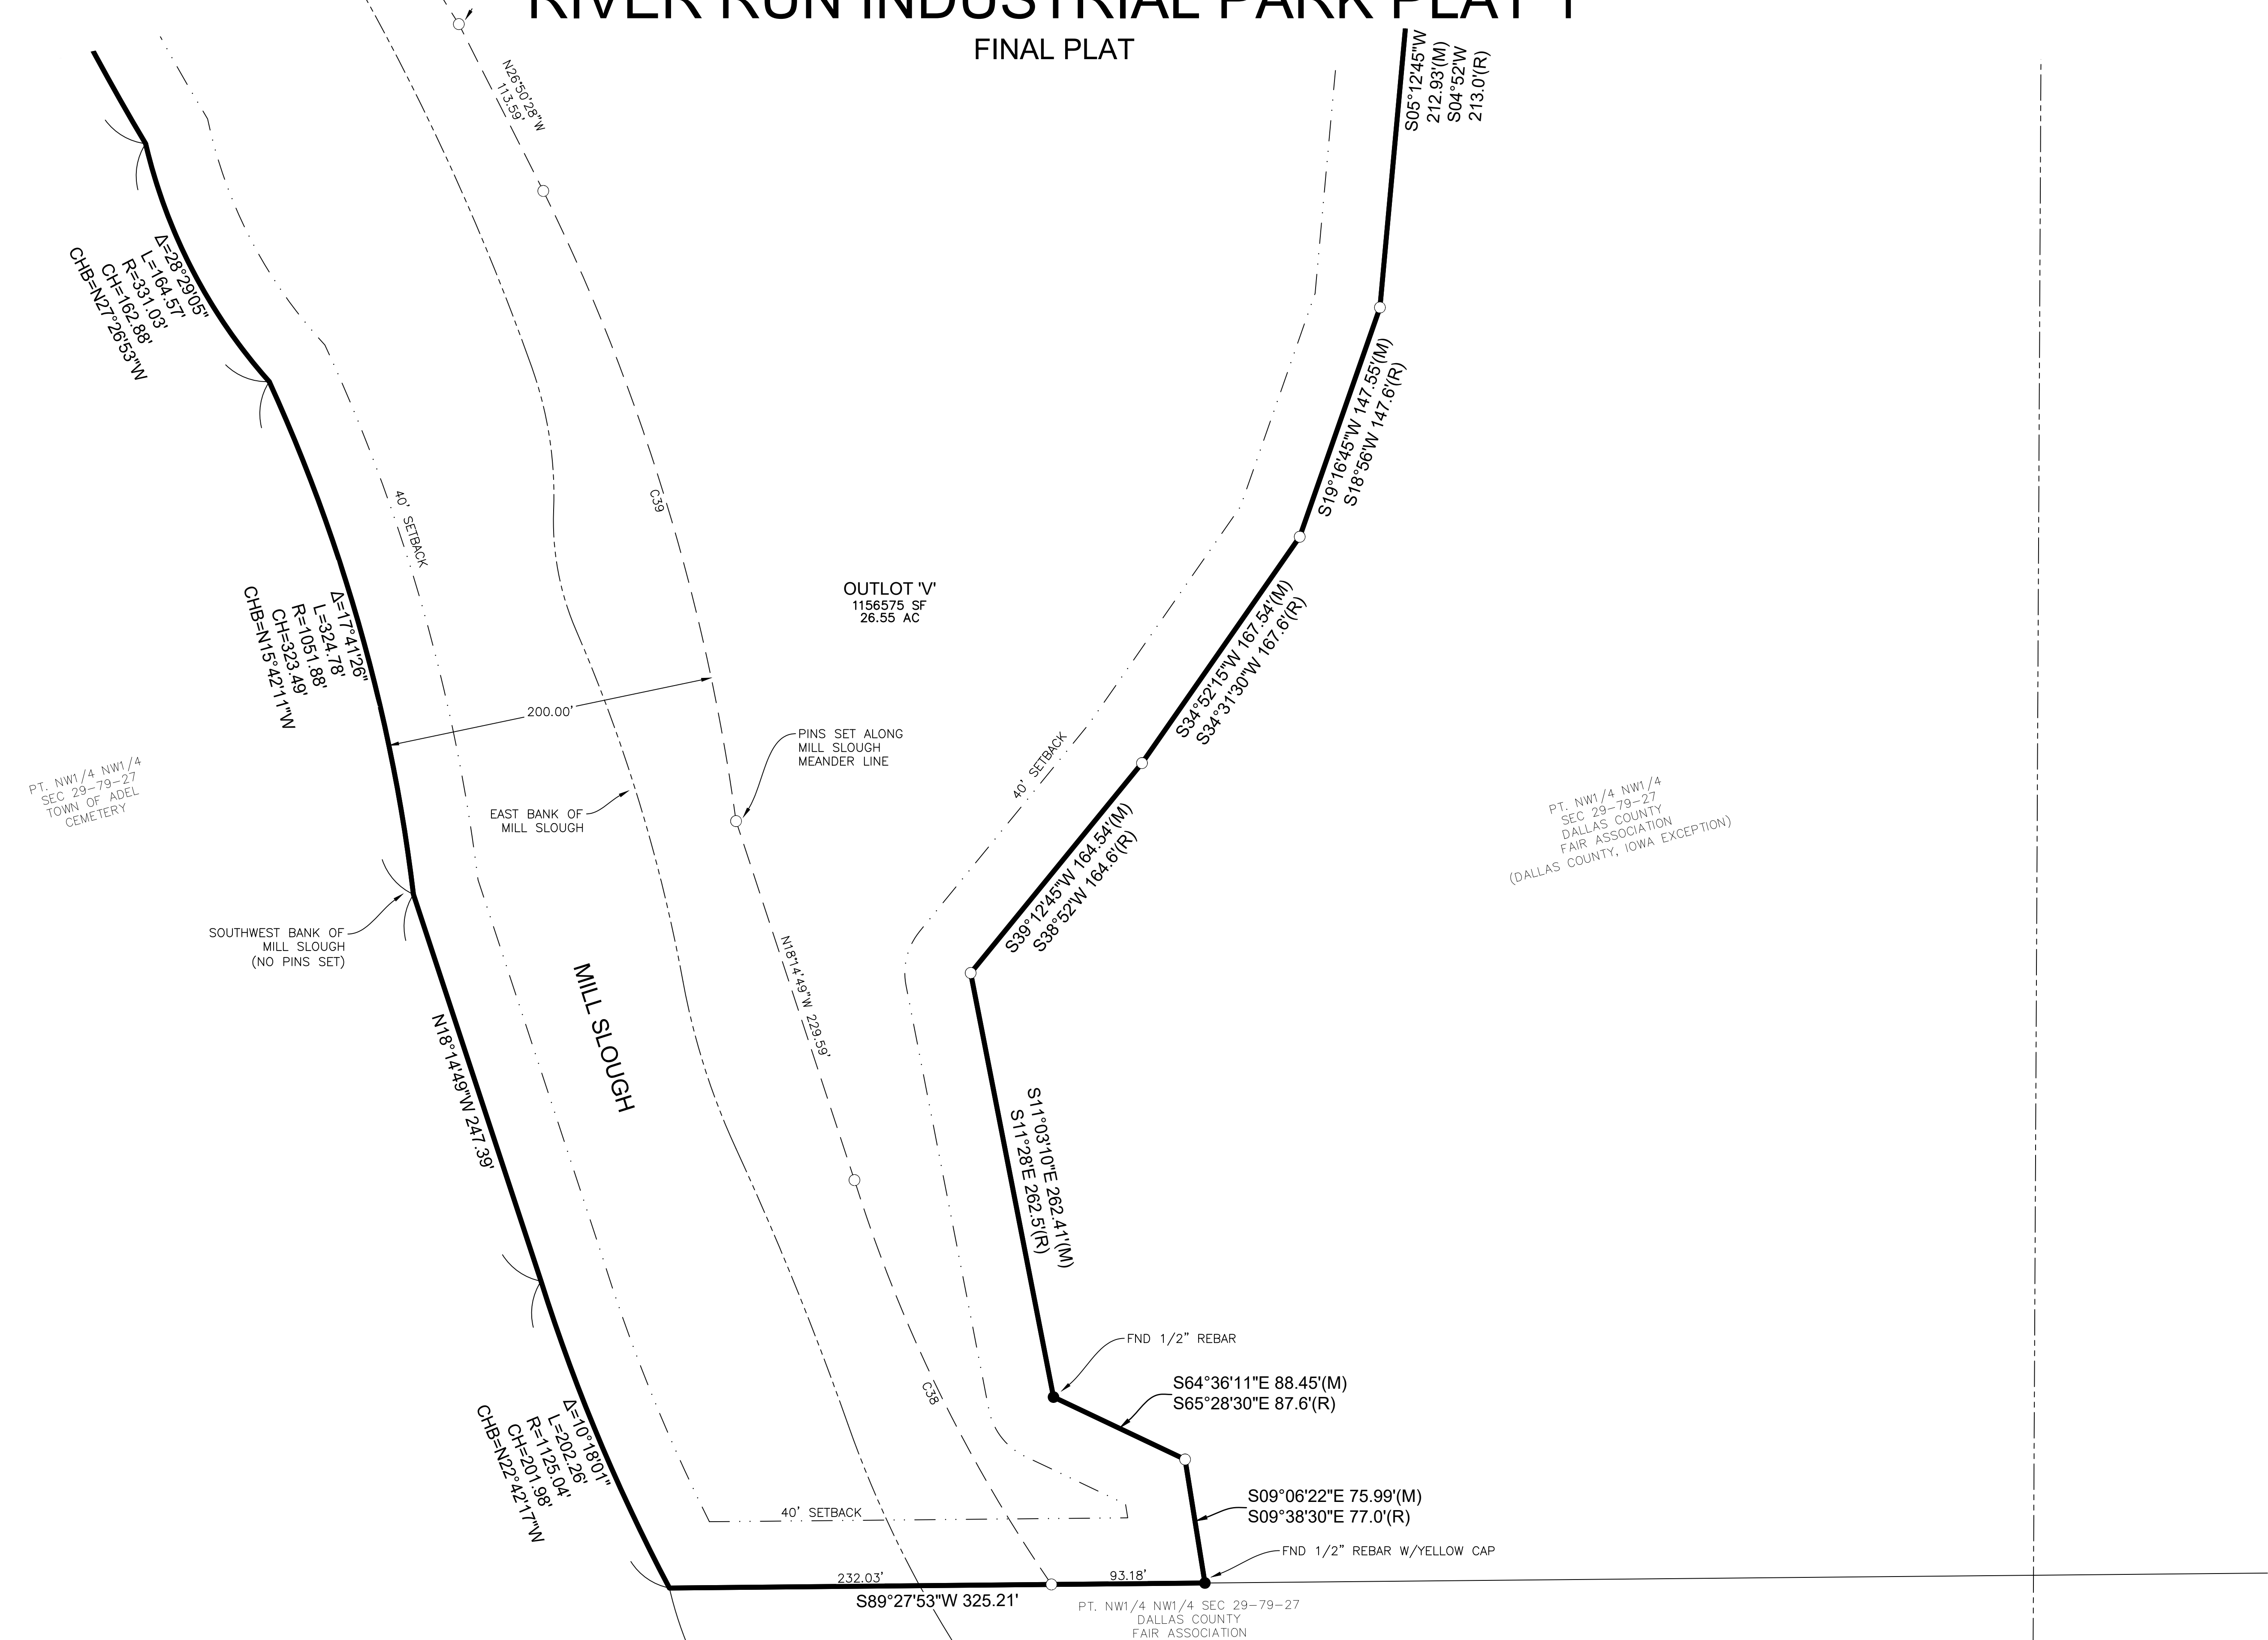 RIVER RUN INDUSTRIAL PARK PLAT 1
FINAL PLAT
N26°50'28"W
113.59'
S05°12'45"W
212.93'(M)
S04°52'W
213.0'(R)
Δ=28°29'05"
L=164.57'
R=331.03'
CH=162.88'
CHB=N27°26'53"W
S19°16'45"W 147.55'(M)
S18°56'W 147.6'(R)
40' SETBACK
C39
OUTLOT 'V'
1156575 SF
26.55 AC
Δ=17°41'26"
L=324.78'
R=1051.88'
CH=323.49'
CHB=N15°42'11"W
S34°52'15"W 167.54'(M)
S34°31'30"W 167.6'(R)
200.00'
PINS SET ALONG
MILL SLOUGH
MEANDER LINE
40' SETBACK
PT. NW1/4 NW1/4
SEC 29-79-27
TOWN OF ADEL
CEMETERY
EAST BANK OF
MILL SLOUGH
PT. NW1/4 NW1/4
SEC 29-79-27
DALLAS COUNTY
FAIR ASSOCIATION
(DALLAS COUNTY, IOWA EXCEPTION)
S39°12'45"W 164.54'(M)
S38°52'W 164.6'(R)
SOUTHWEST BANK OF
MILL SLOUGH
(NO PINS SET)
N18°14'49"W 229.59'
MILL SLOUGH
N18°14'49"W 247.39'
S11°03'10"E 262.41'(M)
S11°28'E 262.5'(R)
FND 1/2" REBAR
S64°36'11"E 88.45'(M)
S65°28'30"E 87.6'(R)
C38
Δ=10°18'01"
L=202.26'
R=1125.04'
CH=201.98'
CHB=N22°42'17"W
40' SETBACK
S09°06'22"E 75.99'(M)
S09°38'30"E 77.0'(R)
FND 1/2" REBAR W/YELLOW CAP
232.03'
93.18'
S89°27'53"W 325.21'
PT. NW1/4 NW1/4 SEC 29-79-27
DALLAS COUNTY
FAIR ASSOCIATION